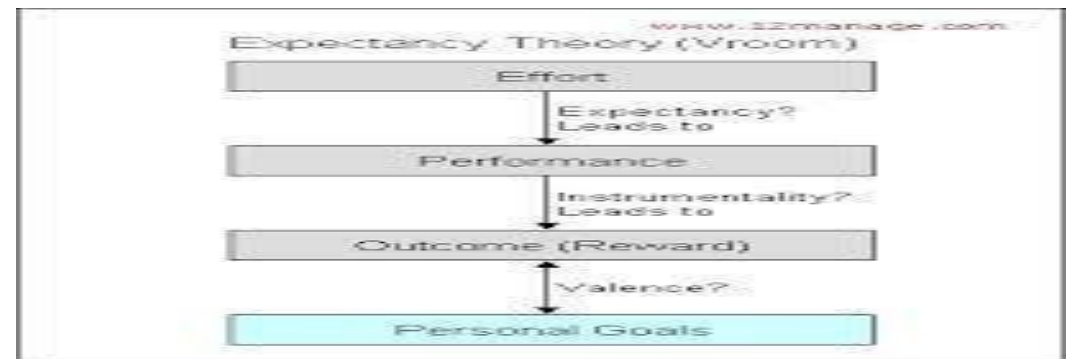 www.12manage.com
Expectancy Theory (Vroom)
Effort
Expectancy?
Leads to
Performance
Instrumentality?
Leads to
Outcome (Reward)
Valence?
Personal Goals